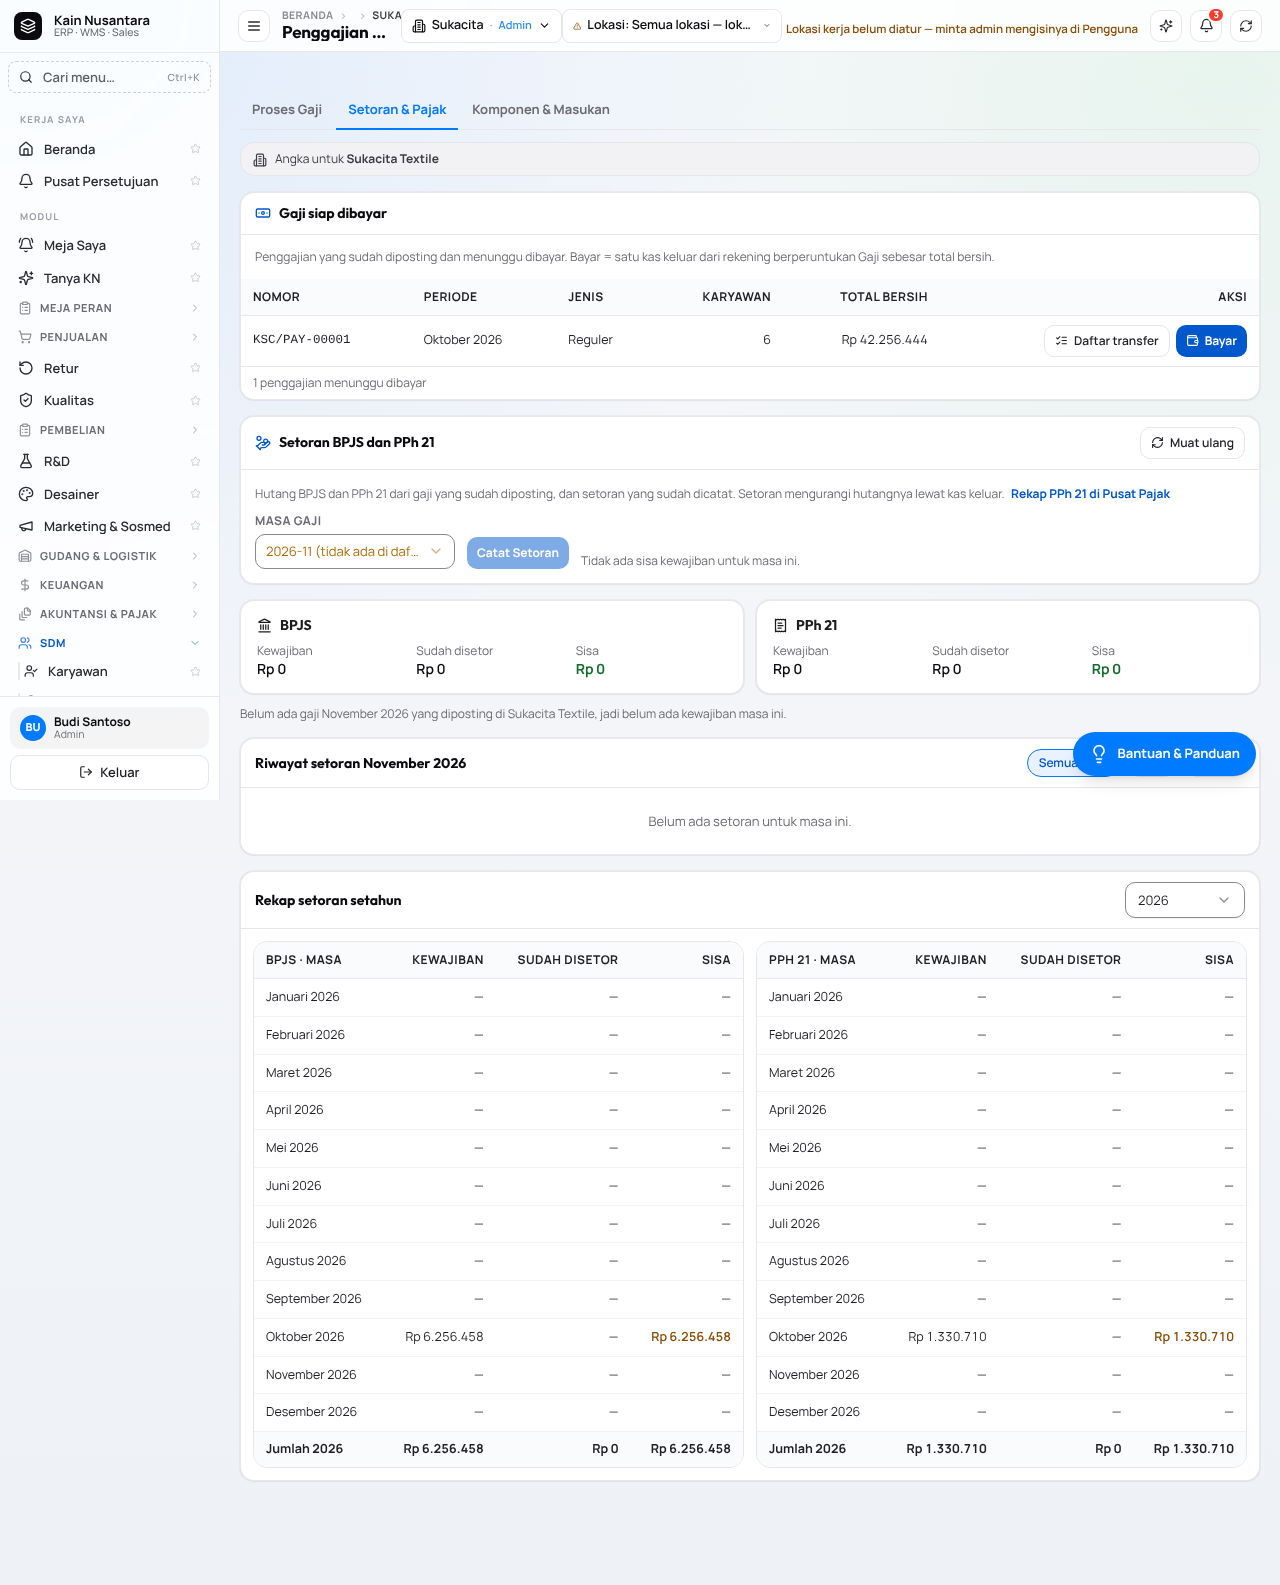 Kain Nusantara
ERP · WMS · Sales
Cari menu... Ctrl+K
KERJA SAYA
Beranda
Pusat Persetujuan
MODUL
Meja Saya
Tanya KN
MEJA PERAN
PENJUALAN
Retur
Kualitas
PEMBELIAN
R&D
Desainer
Marketing & Sosmed
GUDANG & LOGISTIK
KEUANGAN
AKUNTANSI & PAJAK
SDM
Karyawan
BU Budi Santoso
Admin
Keluar
BERANDA › › SUKA
Penggajian ...
Sukacita · Admin
Lokasi: Semua lokasi — lok...
Lokasi kerja belum diatur — minta admin mengisinya di Pengguna
3
Proses Gaji Setoran & Pajak Komponen & Masukan
Angka untuk Sukacita Textile
Gaji siap dibayar
Penggajian yang sudah diposting dan menunggu dibayar. Bayar = satu kas keluar dari rekening berperuntukan Gaji sebesar total bersih.
NOMOR PERIODE JENIS KARYAWAN TOTAL BERSIH AKSI
KSC/PAY-00001 Oktober 2026 Reguler 6 Rp 42.256.444 Daftar transfer Bayar
1 penggajian menunggu dibayar
Setoran BPJS dan PPh 21 Muat ulang
Hutang BPJS dan PPh 21 dari gaji yang sudah diposting, dan setoran yang sudah dicatat. Setoran mengurangi hutangnya lewat kas keluar. Rekap PPh 21 di Pusat Pajak
MASA GAJI
2026-11 (tidak ada di daf... Catat Setoran Tidak ada sisa kewajiban untuk masa ini.
BPJS
Kewajiban Sudah disetor Sisa
Rp 0 Rp 0 Rp 0
PPh 21
Kewajiban Sudah disetor Sisa
Rp 0 Rp 0 Rp 0
Belum ada gaji November 2026 yang diposting di Sukacita Textile, jadi belum ada kewajiban masa ini.
Riwayat setoran November 2026 Semua
Bantuan & Panduan
Belum ada setoran untuk masa ini.
Rekap setoran setahun 2026
BPJS · MASA KEWAJIBAN SUDAH DISETOR SISA
Januari 2026 — — —
Februari 2026 — — —
Maret 2026 — — —
April 2026 — — —
Mei 2026 — — —
Juni 2026 — — —
Juli 2026 — — —
Agustus 2026 — — —
September 2026 — — —
Oktober 2026 Rp 6.256.458 — Rp 6.256.458
November 2026 — — —
Desember 2026 — — —
Jumlah 2026 Rp 6.256.458 Rp 0 Rp 6.256.458
PPH 21 · MASA KEWAJIBAN SUDAH DISETOR SISA
Januari 2026 — — —
Februari 2026 — — —
Maret 2026 — — —
April 2026 — — —
Mei 2026 — — —
Juni 2026 — — —
Juli 2026 — — —
Agustus 2026 — — —
September 2026 — — —
Oktober 2026 Rp 1.330.710 — Rp 1.330.710
November 2026 — — —
Desember 2026 — — —
Jumlah 2026 Rp 1.330.710 Rp 0 Rp 1.330.710